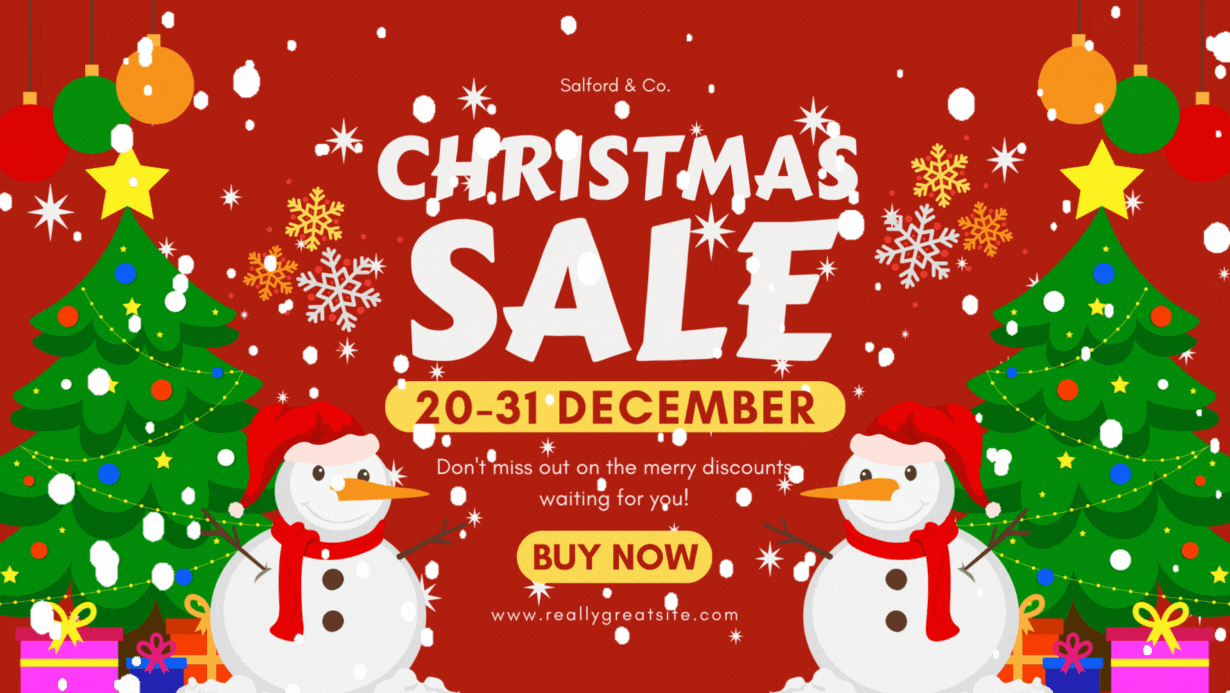 Salford & Co.
CHRISTMAS
SALE
20-31 DECEMBER
Don't miss out on the merry discounts
waiting for you!
BUY NOW
www.reallygreatsite.com